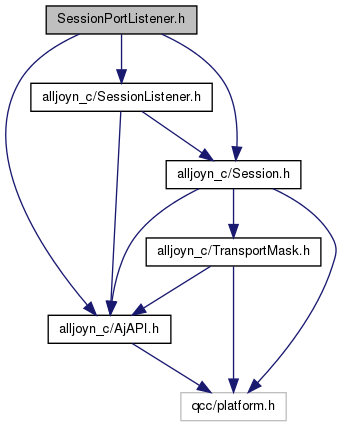 SessionPortListener.h
alljoyn_c/SessionListener.h
alljoyn_c/Session.h
alljoyn_c/TransportMask.h
alljoyn_c/AjAPI.h
qcc/platform.h